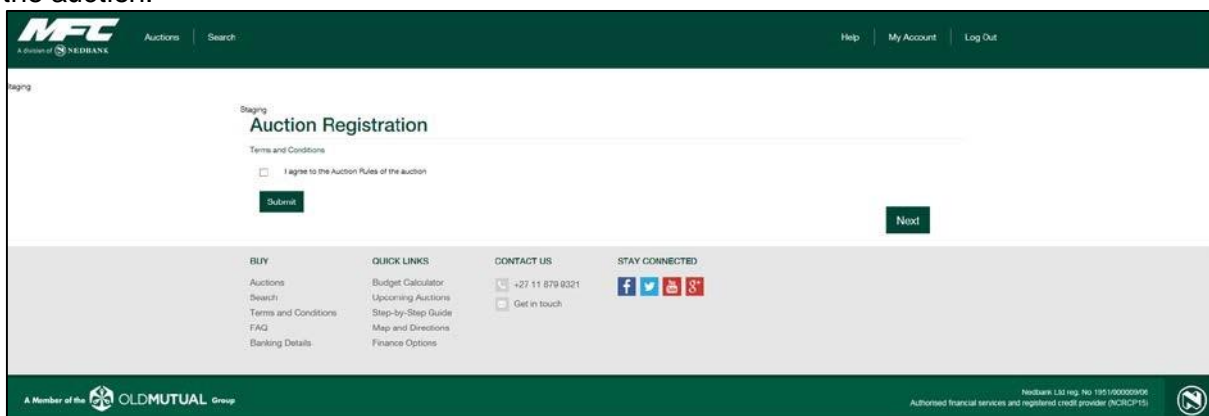 the auction.
MFC
A division of NEDBANK
Auctions
Search
Help
My Account
Log Out
taging
Staging
Auction Registration
Terms and Conditions
I agree to the Auction Rules of the auction
Submit
Next
BUY
Auctions
Search
Terms and Conditions
FAQ
Banking Details
QUICK LINKS
Budget Calculator
Upcoming Auctions
Step-by-Step Guide
Map and Directions
Finance Options
CONTACT US
+27 11 879 9321
Get in touch
STAY CONNECTED
A Member of the OLDMUTUAL Group
Nedbank Ltd reg. No 1951/000009/06
Authorised financial services and registered credit provider (NCRCP15)